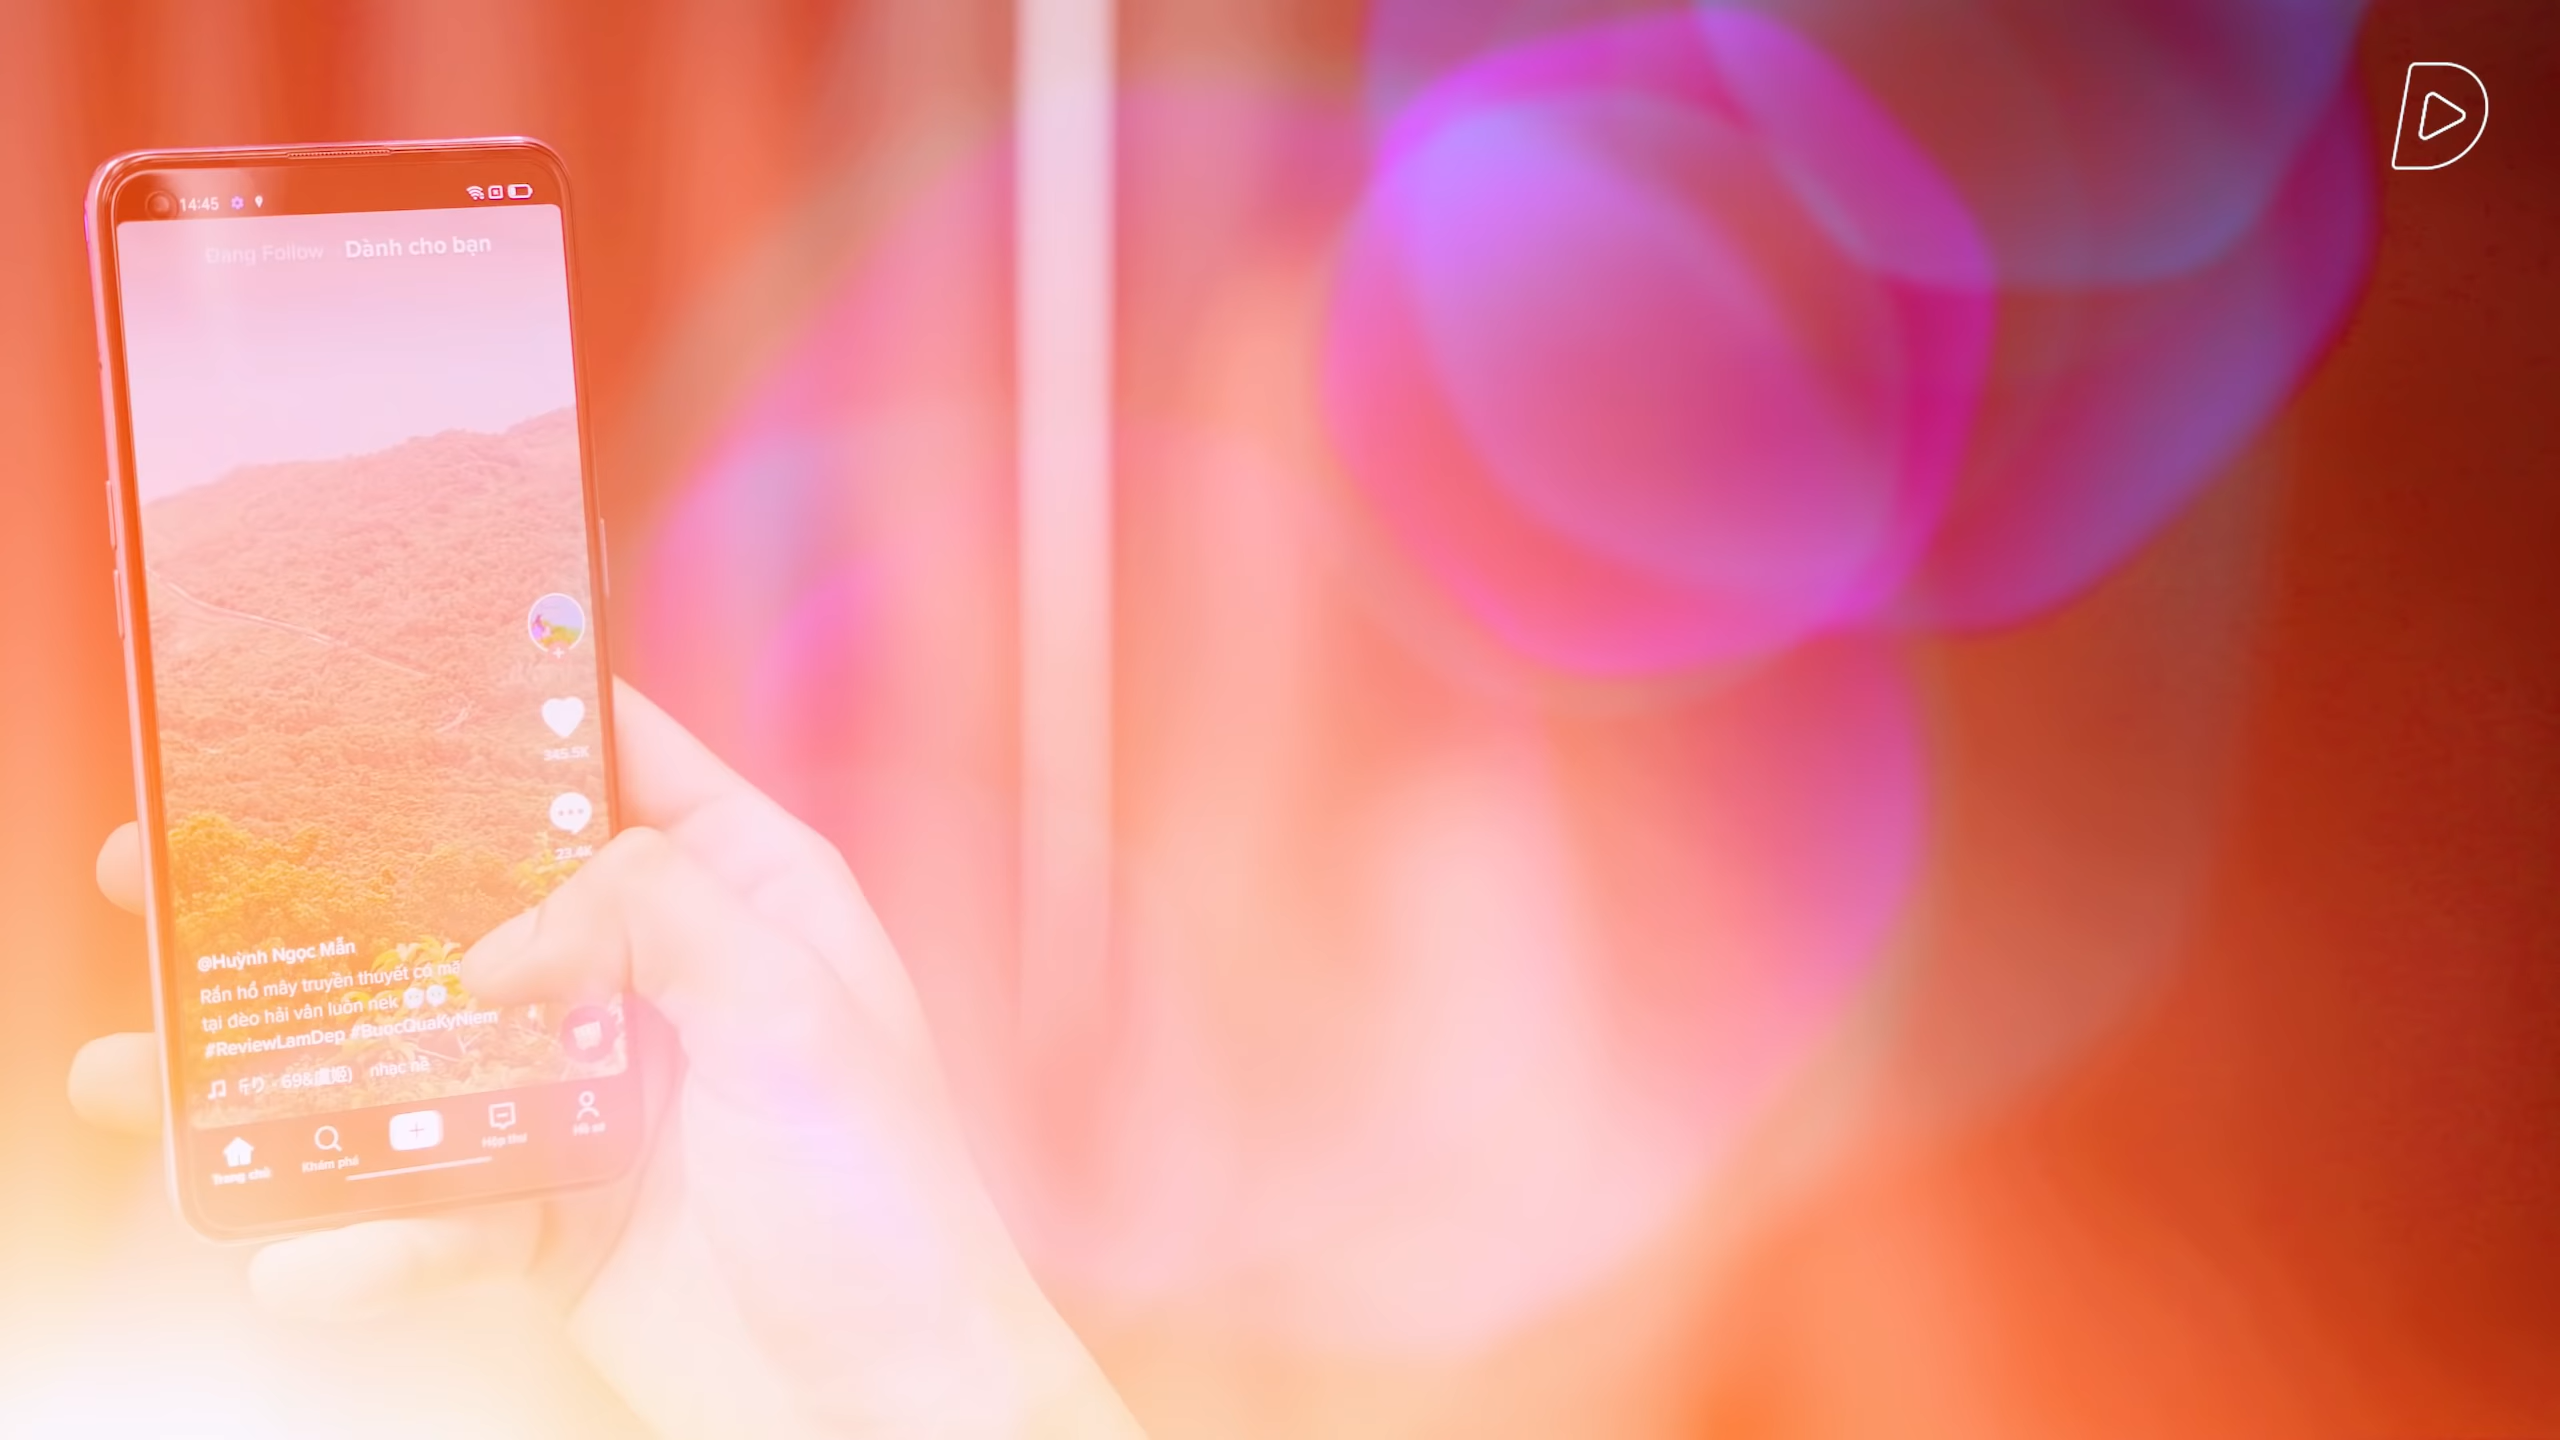 14:45
Đang Follow Dành cho bạn
345.5K
23.4K
@Huỳnh Ngọc Mẫn
Rắn hổ mây truyền thuyết có mặ
tại đèo hải vân luôn nek
#ReviewLamDep #BuocQuaKyNiem
nhạc nề
Trang chủ Khám phá Hộp thư Hồ sơ